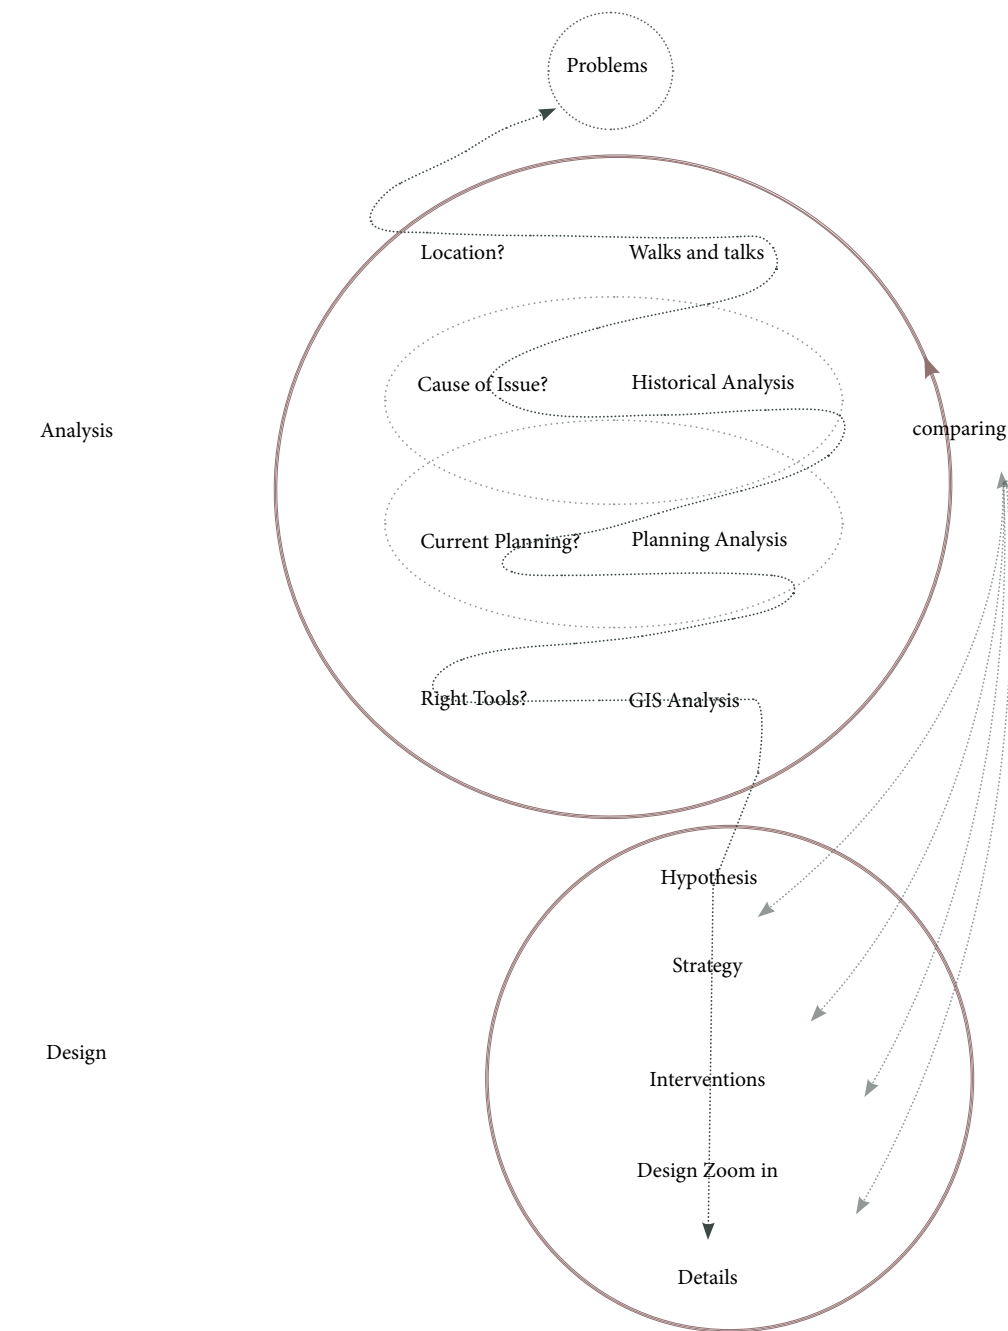 Problems
Location? Walks and talks
Cause of Issue? Historical Analysis
Analysis comparing
Current Planning? Planning Analysis
Right Tools? GIS Analysis
Hypothesis
Strategy
Design
Interventions
Design Zoom in
Details